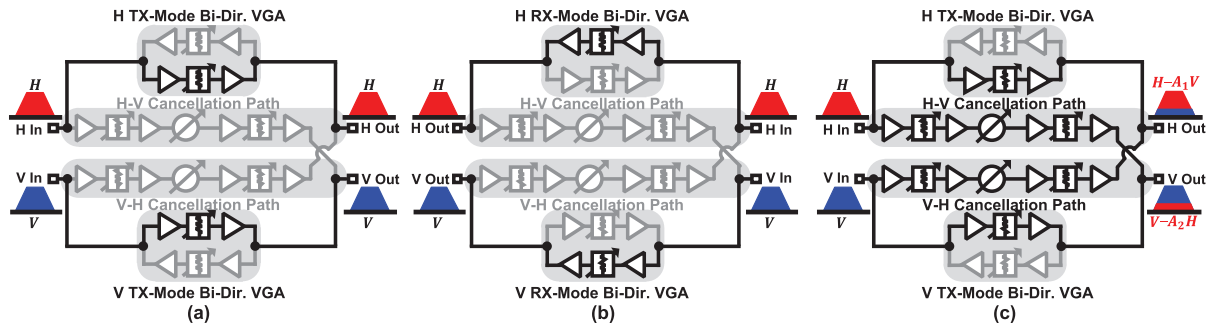 H TX-Mode Bi-Dir. VGA
H
H
H-V Cancellation Path
H In
H Out
V In
V Out
V
V
V-H Cancellation Path
V TX-Mode Bi-Dir. VGA
(a)
H RX-Mode Bi-Dir. VGA
H
H
H-V Cancellation Path
H Out
H In
V Out
V In
V
V
V-H Cancellation Path
V RX-Mode Bi-Dir. VGA
(b)
H TX-Mode Bi-Dir. VGA
H
H−A₁V
H-V Cancellation Path
H In
H Out
V In
V Out
V
V−A₂H
V-H Cancellation Path
V TX-Mode Bi-Dir. VGA
(c)